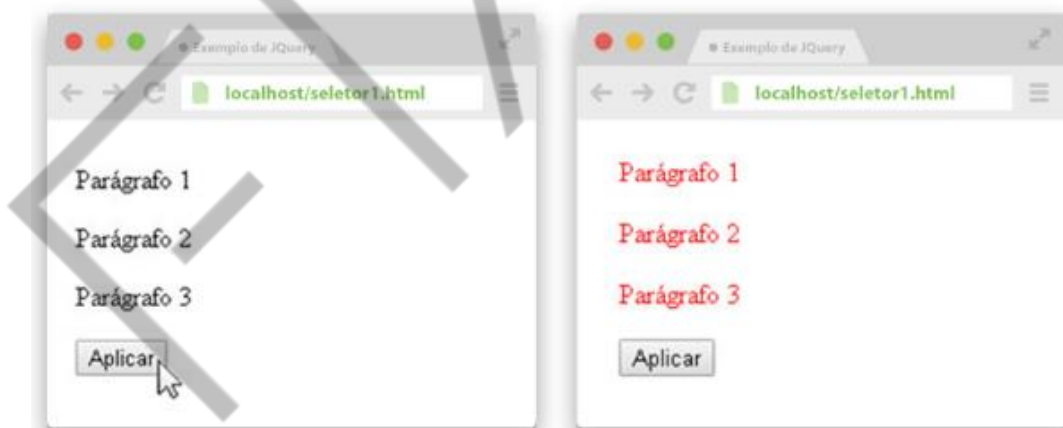 Exemplo de JQuery
localhost/seletor1.html
Parágrafo 1
Parágrafo 2
Parágrafo 3
Aplicar
Exemplo de JQuery
localhost/seletor1.html
Parágrafo 1
Parágrafo 2
Parágrafo 3
Aplicar